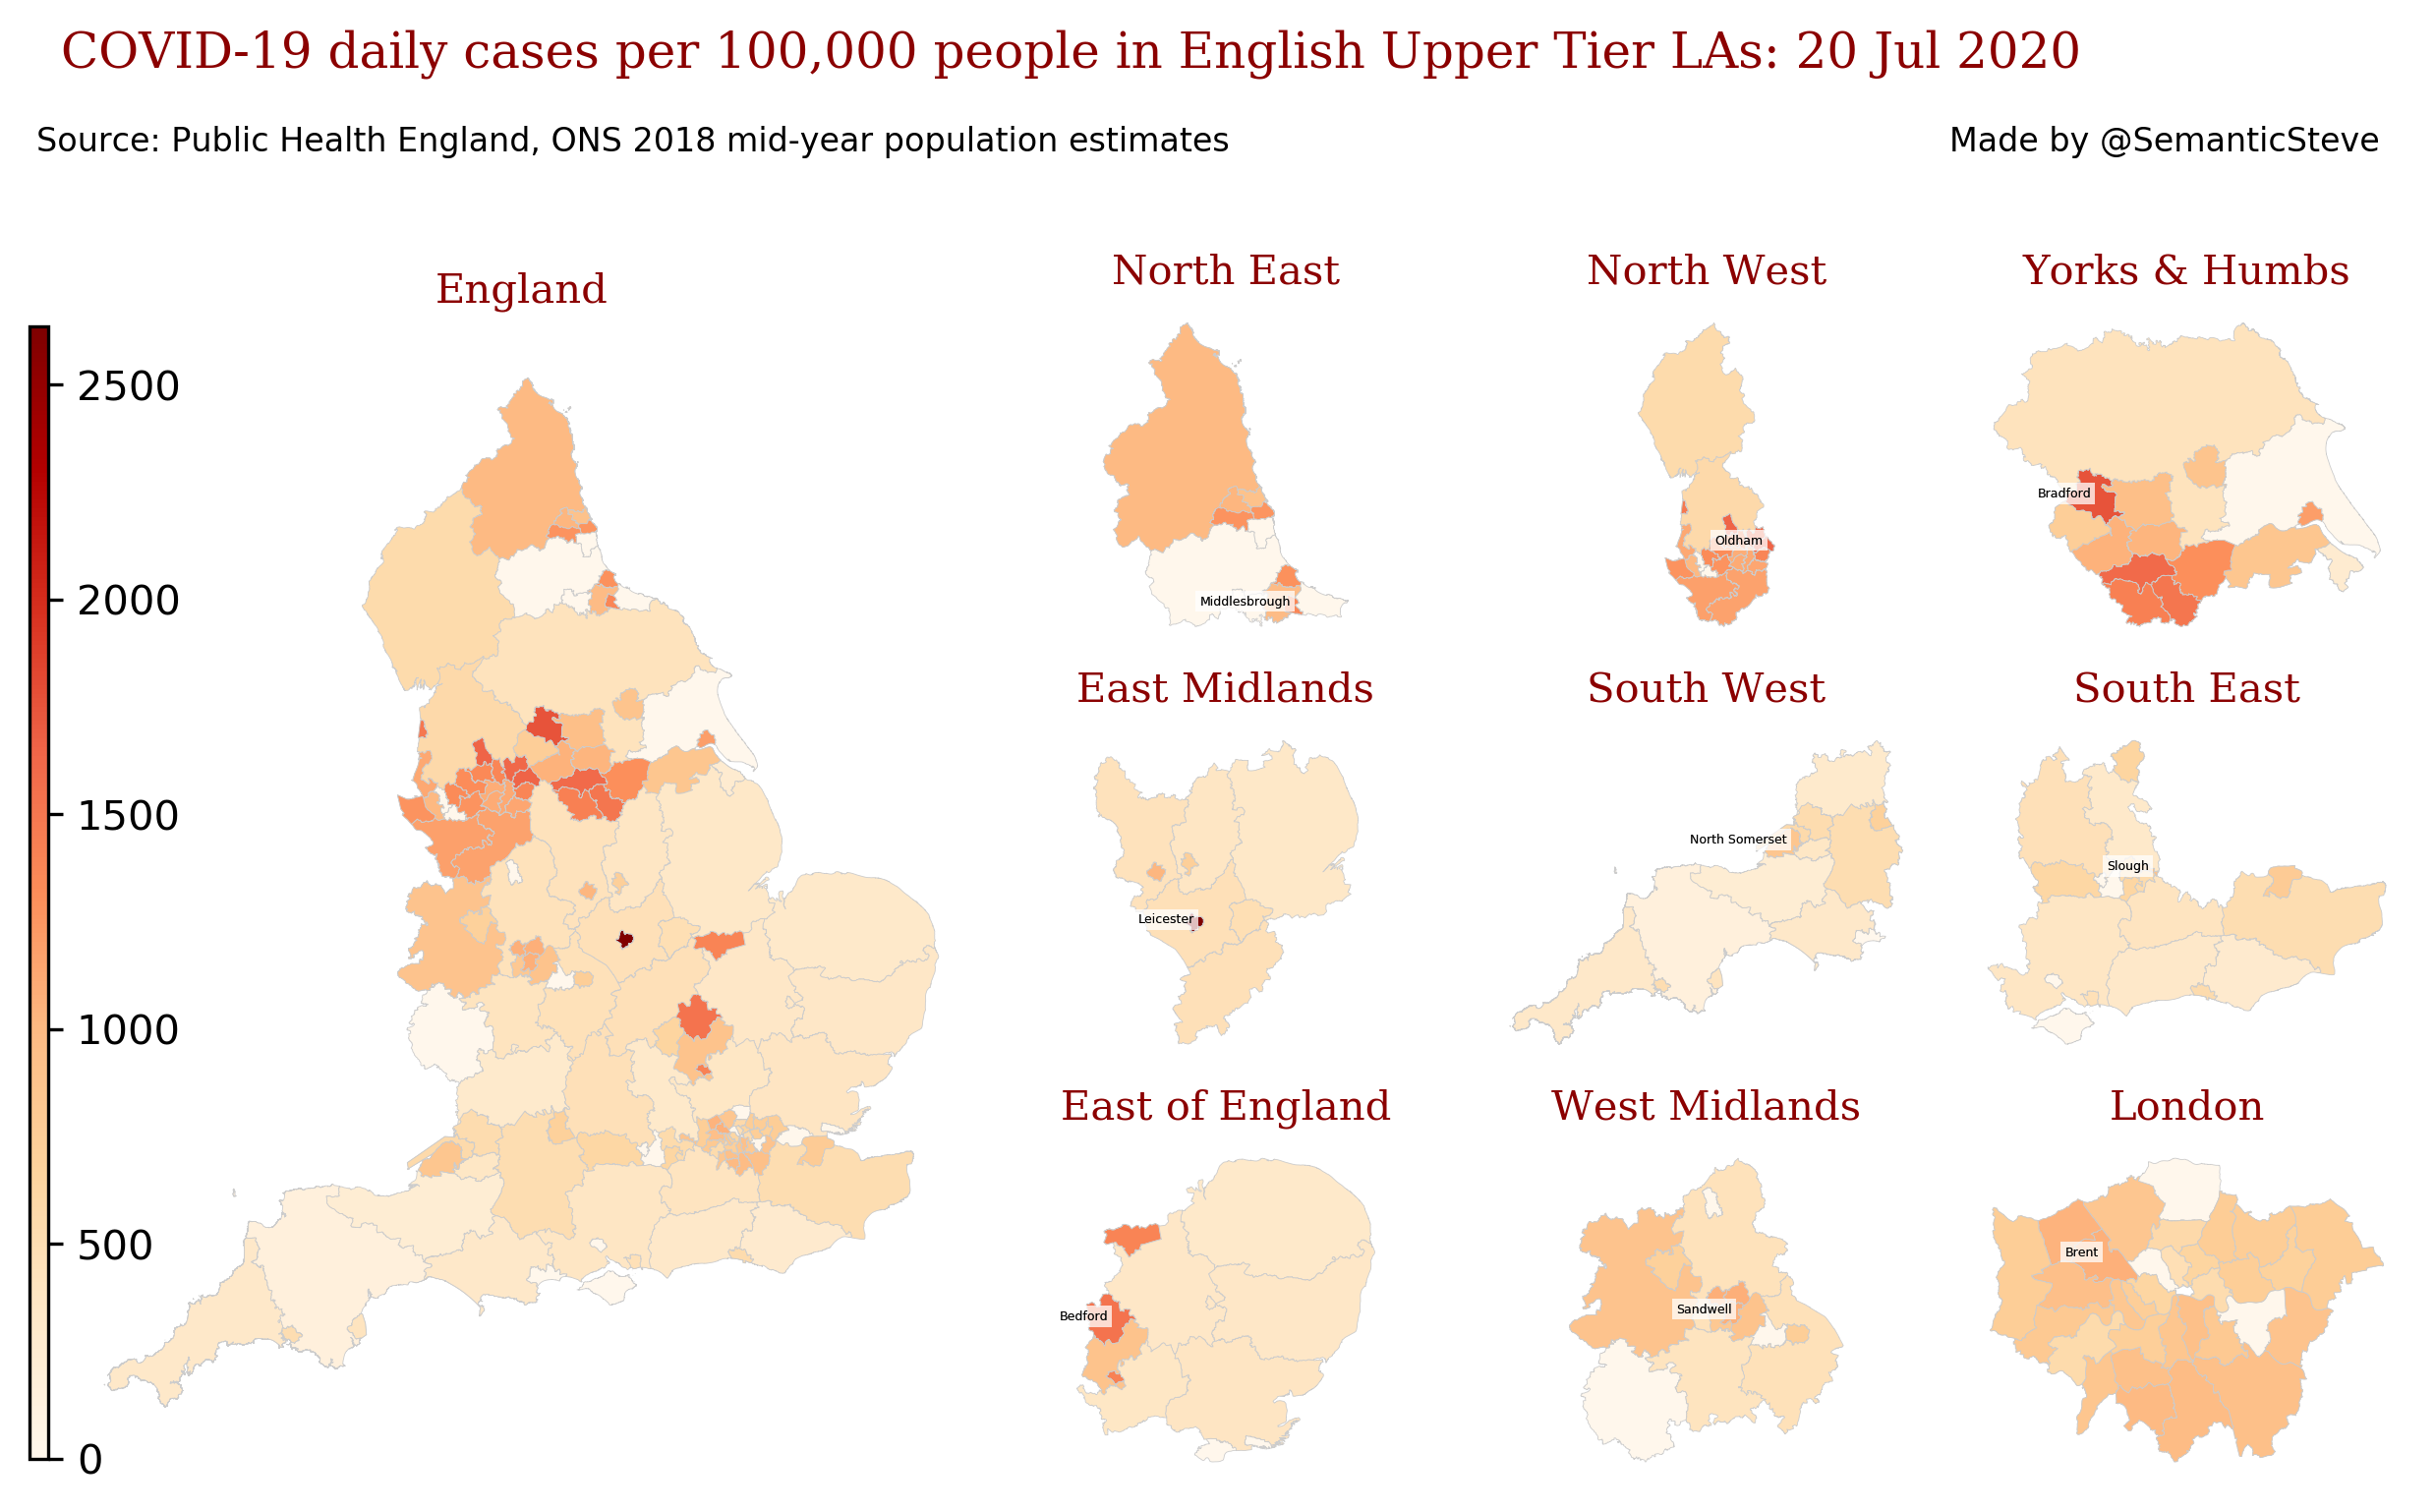 COVID-19 daily cases per 100,000 people in English Upper Tier LAs: 20 Jul 2020
Source: Public Health England, ONS 2018 mid-year population estimates
Made by @SemanticSteve
England
2500
2000
1500
1000
500
0
North East
Middlesbrough
North West
Oldham
Yorks & Humbs
Bradford
East Midlands
Leicester
South West
North Somerset
South East
Slough
East of England
Bedford
West Midlands
Sandwell
London
Brent